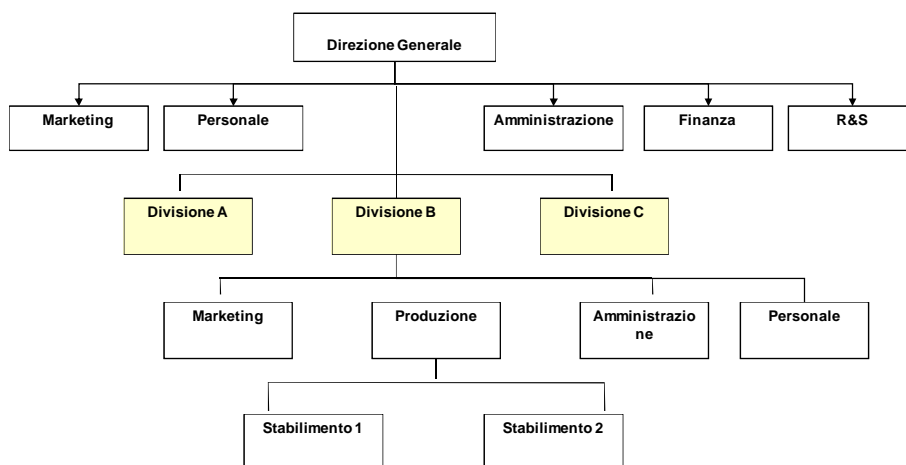 Direzione Generale
Marketing
Personale
Amministrazione
Finanza
R&S
Divisione A
Divisione B
Divisione C
Marketing
Produzione
Amministrazio
ne
Personale
Stabilimento 1
Stabilimento 2